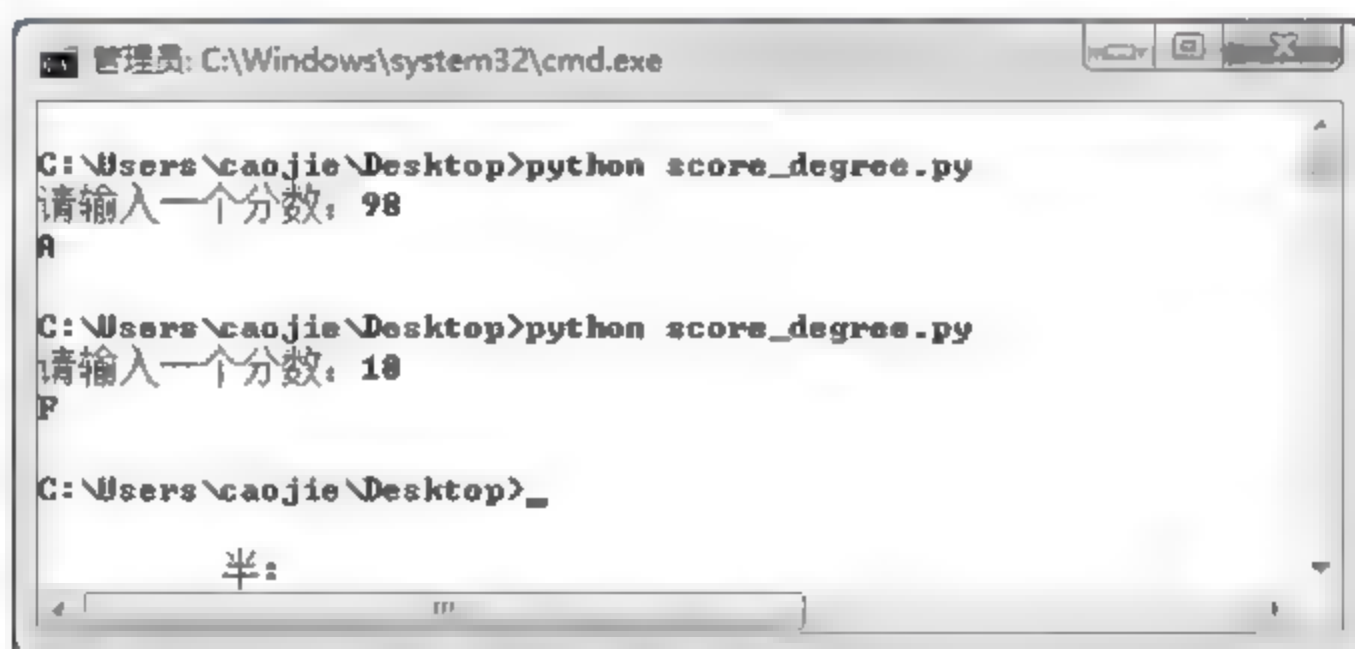 管理员: C:\Windows\system32\cmd.exe
C:\Users\caojie\Desktop>python score_degree.py
请输入一个分数: 98
A
C:\Users\caojie\Desktop>python score_degree.py
请输入一个分数: 18
F
C:\Users\caojie\Desktop>_
半: